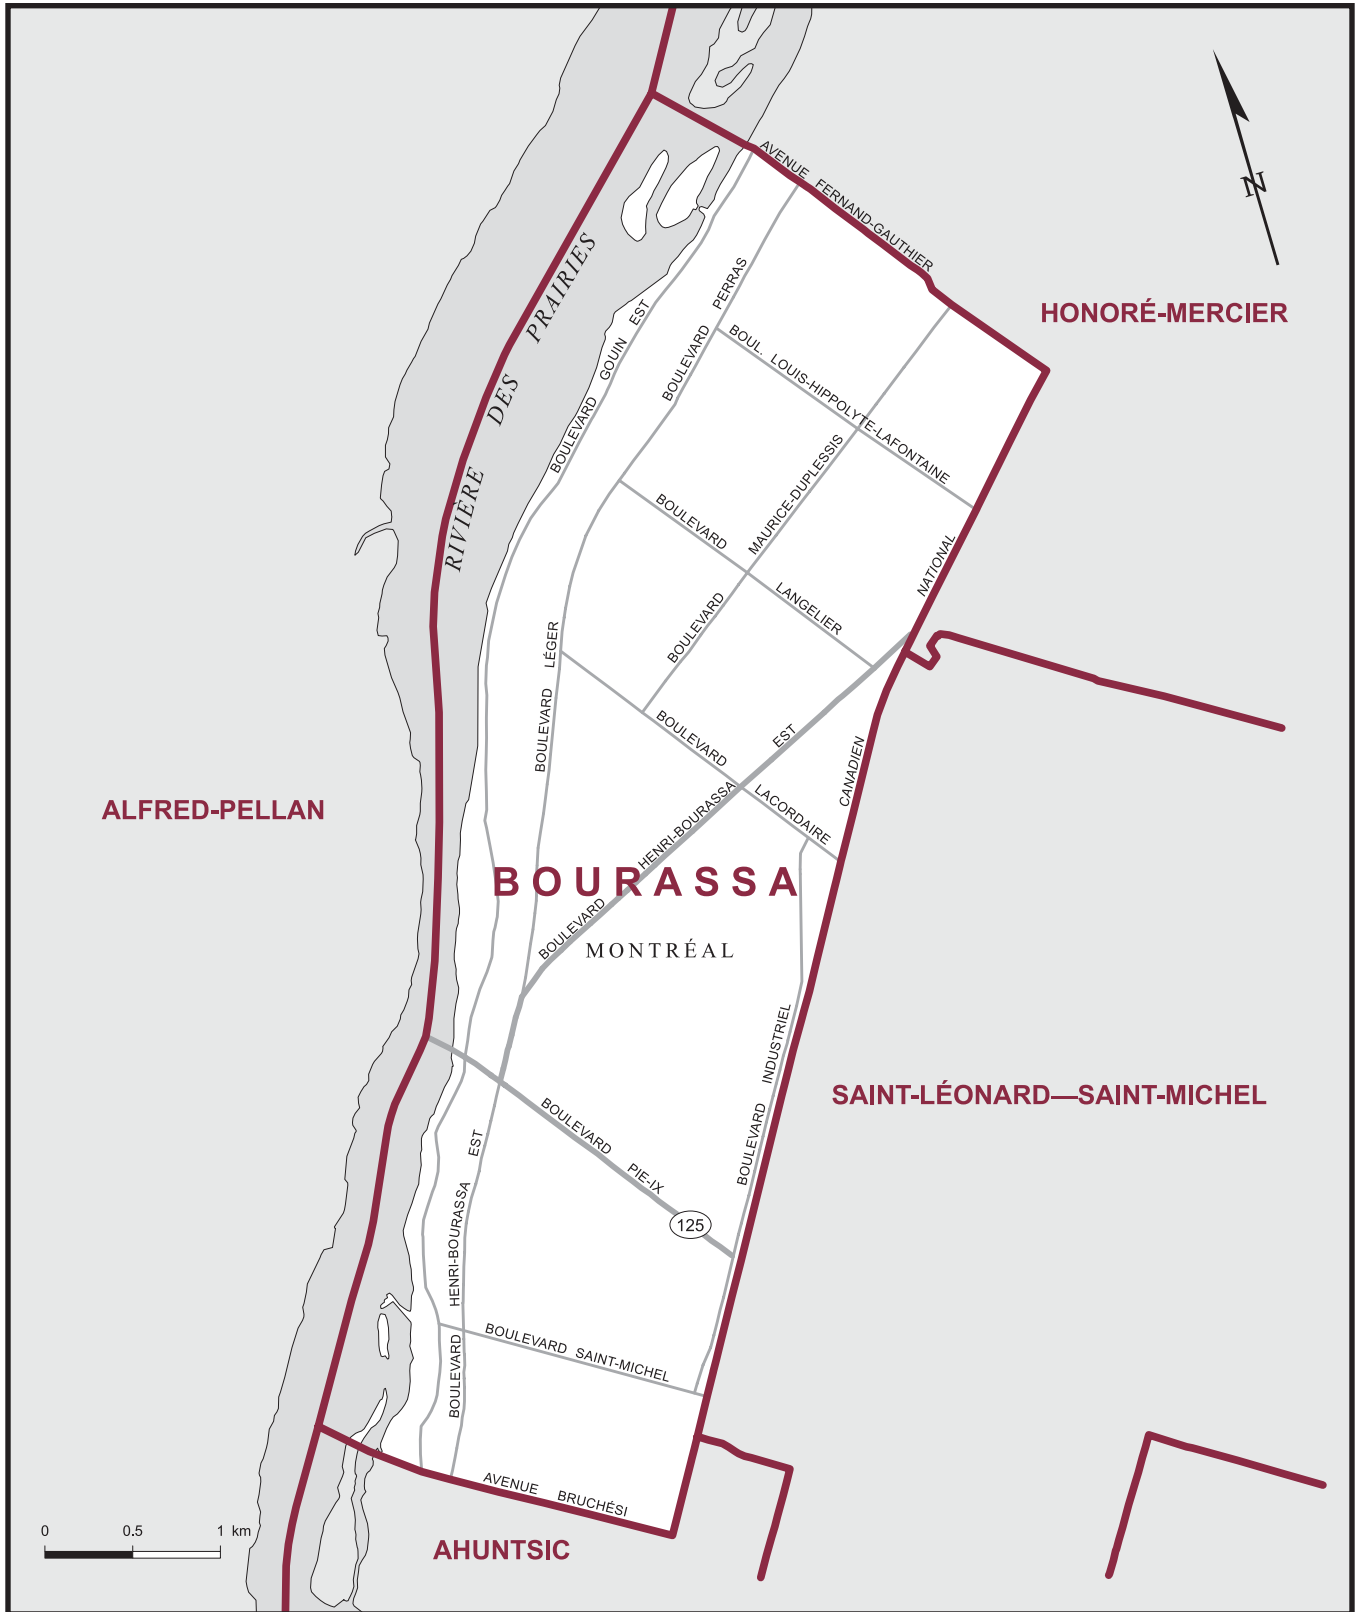 AVENUE FERNAND-GAUTHIER
N
HONORÉ-MERCIER
RIVIÈRE DES PRAIRIES
BOULEVARD GOUIN EST
BOULEVARD PERRAS
BOUL. LOUIS-HIPPOLYTE-LAFONTAINE
BOULEVARD MAURICE-DUPLESSIS
BOULEVARD LANGELIER
CANADIEN NATIONAL
BOULEVARD LÉGER
BOULEVARD LACORDAIRE
BOULEVARD HENRI-BOURASSA EST
ALFRED-PELLAN
BOURASSA
MONTRÉAL
BOULEVARD INDUSTRIEL
SAINT-LÉONARD—SAINT-MICHEL
BOULEVARD PIE-IX
125
BOULEVARD HENRI-BOURASSA EST
BOULEVARD SAINT-MICHEL
AVENUE BRUCHÉSI
AHUNTSIC
0 0.5 1 km